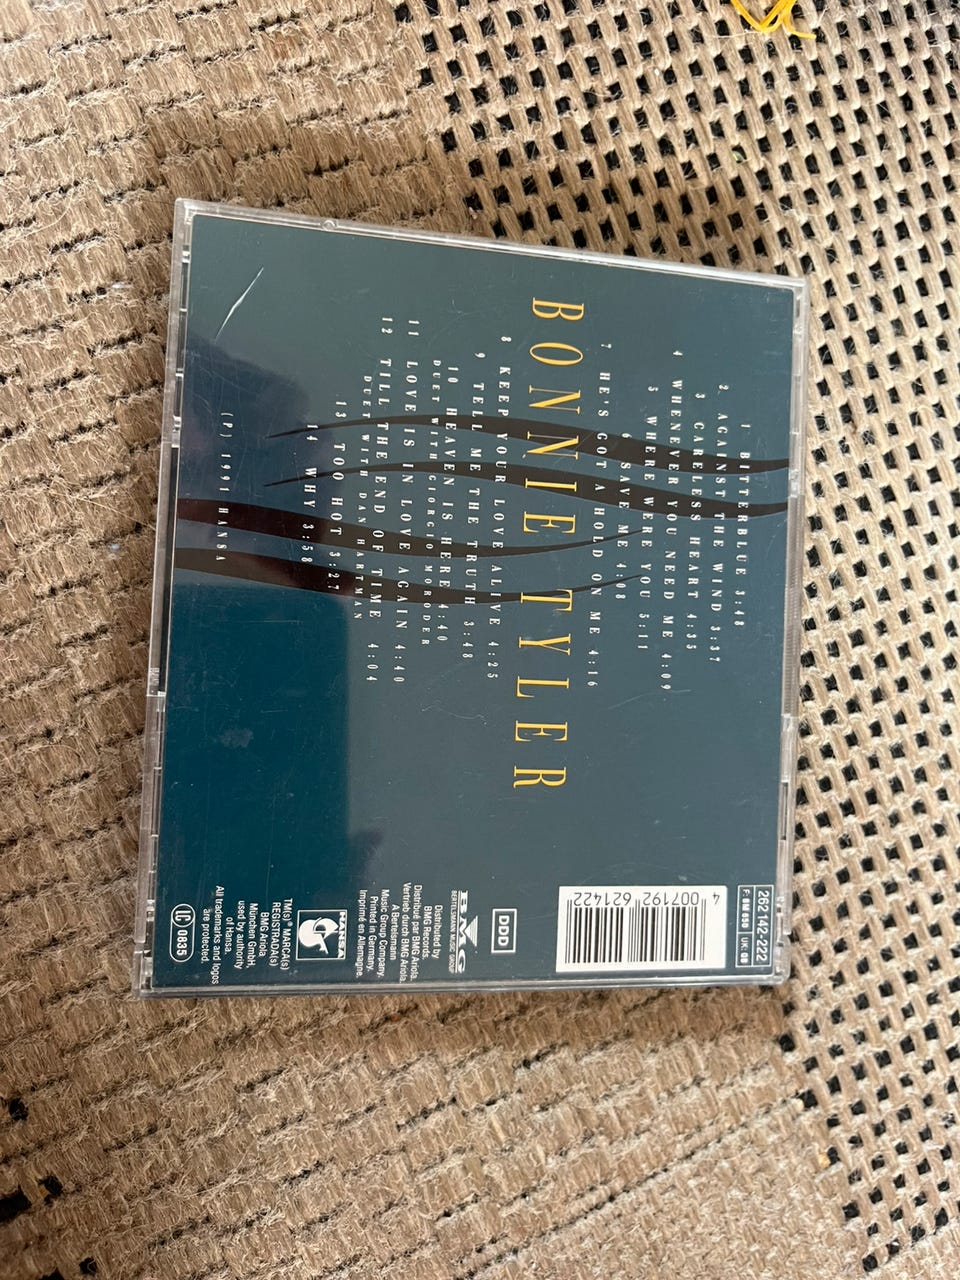 1 BITTERBLUE 3:48
2. AGAINST THE WIND 3:37
3 CARELESS HEART 4:35
4 WHENEVER YOU NEED ME 4:09
5 WHERE WERE YOU 5:11
6 SAVE ME 4:08
7 HE'S GOT A HOLD ON ME 4:16
BONNIE TYLER
8 KEEP YOUR LOVE ALIVE 4:25
9 TELL ME THE TRUTH 3:48
10 HEAVEN IS HERE 4:40
DUET WITH GIORGIO MORODER
11 LOVE IS IN LOVE AGAIN 4:40
12 TILL THE END OF TIME 4:04
DUET WITH DAN HARTMAN
13 TOO HOT 3:27
14 WHY 3:58
(P) 1991 HANSA
262 142-222
F: BM 650 UK: 08
4 007192 621422
DDD
BMG
BERTELSMANN MUSIC GROUP
Distributed by
BMG Records.
Distribué par BMG Ariola.
Vertrieb durch BMG Ariola.
A Bertelsmann
Music Group Company.
Printed in Germany.
Imprimé en Allemagne.
HANSA
TM(s)® MARCA(s)
REGISTRADA(s)
BMG Ariola
München GmbH,
used by authority
of Hansa.
All trademarks and logos
are protected.
LC 0835